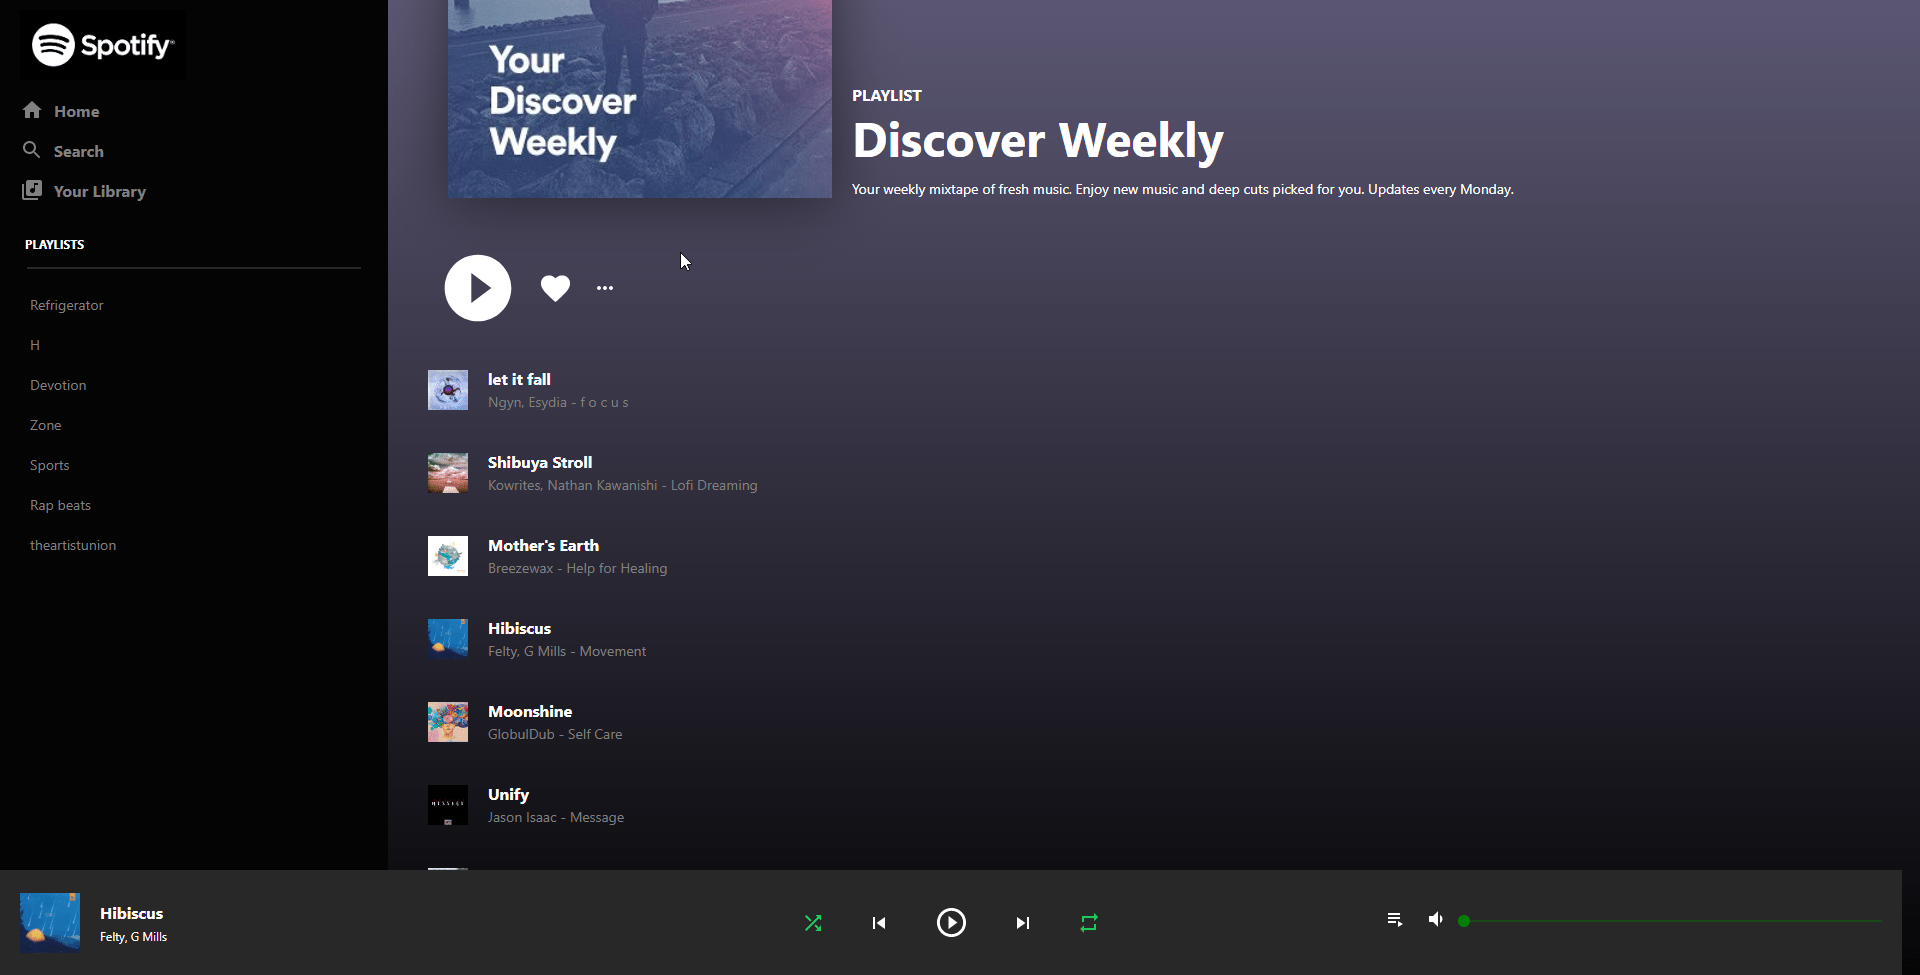 Spotify
Home
Search
Your Library
PLAYLISTS
Refrigerator
H
Devotion
Zone
Sports
Rap beats
theartistunion
Your
Discover
Weekly
PLAYLIST
Discover Weekly
Your weekly mixtape of fresh music. Enjoy new music and deep cuts picked for you. Updates every Monday.
let it fall
Ngyn, Esydia - f o c u s
Shibuya Stroll
Kowrites, Nathan Kawanishi - Lofi Dreaming
Mother's Earth
Breezewax - Help for Healing
Hibiscus
Felty, G Mills - Movement
Moonshine
GlobulDub - Self Care
MESSAGE
Unify
Jason Isaac - Message
Hibiscus
Felty, G Mills